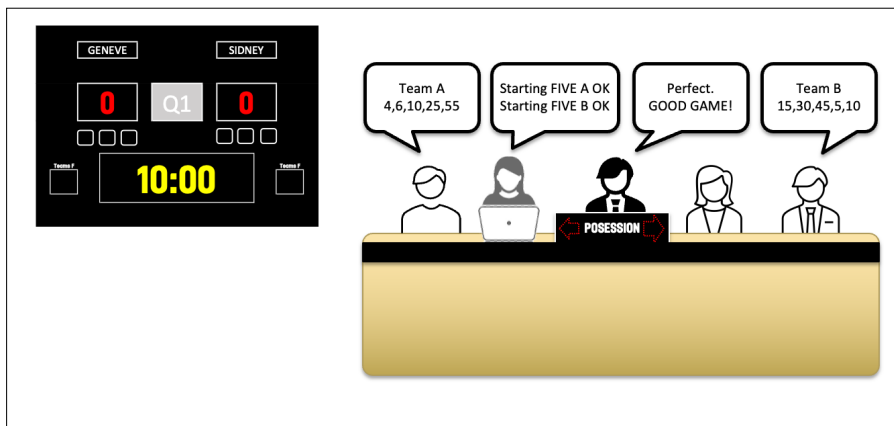 GENEVE
SIDNEY
0
Q1
0
Teams F
Teams F
10:00
Team A
4,6,10,25,55
Starting FIVE A OK
Starting FIVE B OK
Perfect.
GOOD GAME!
Team B
15,30,45,5,10
POSESSION